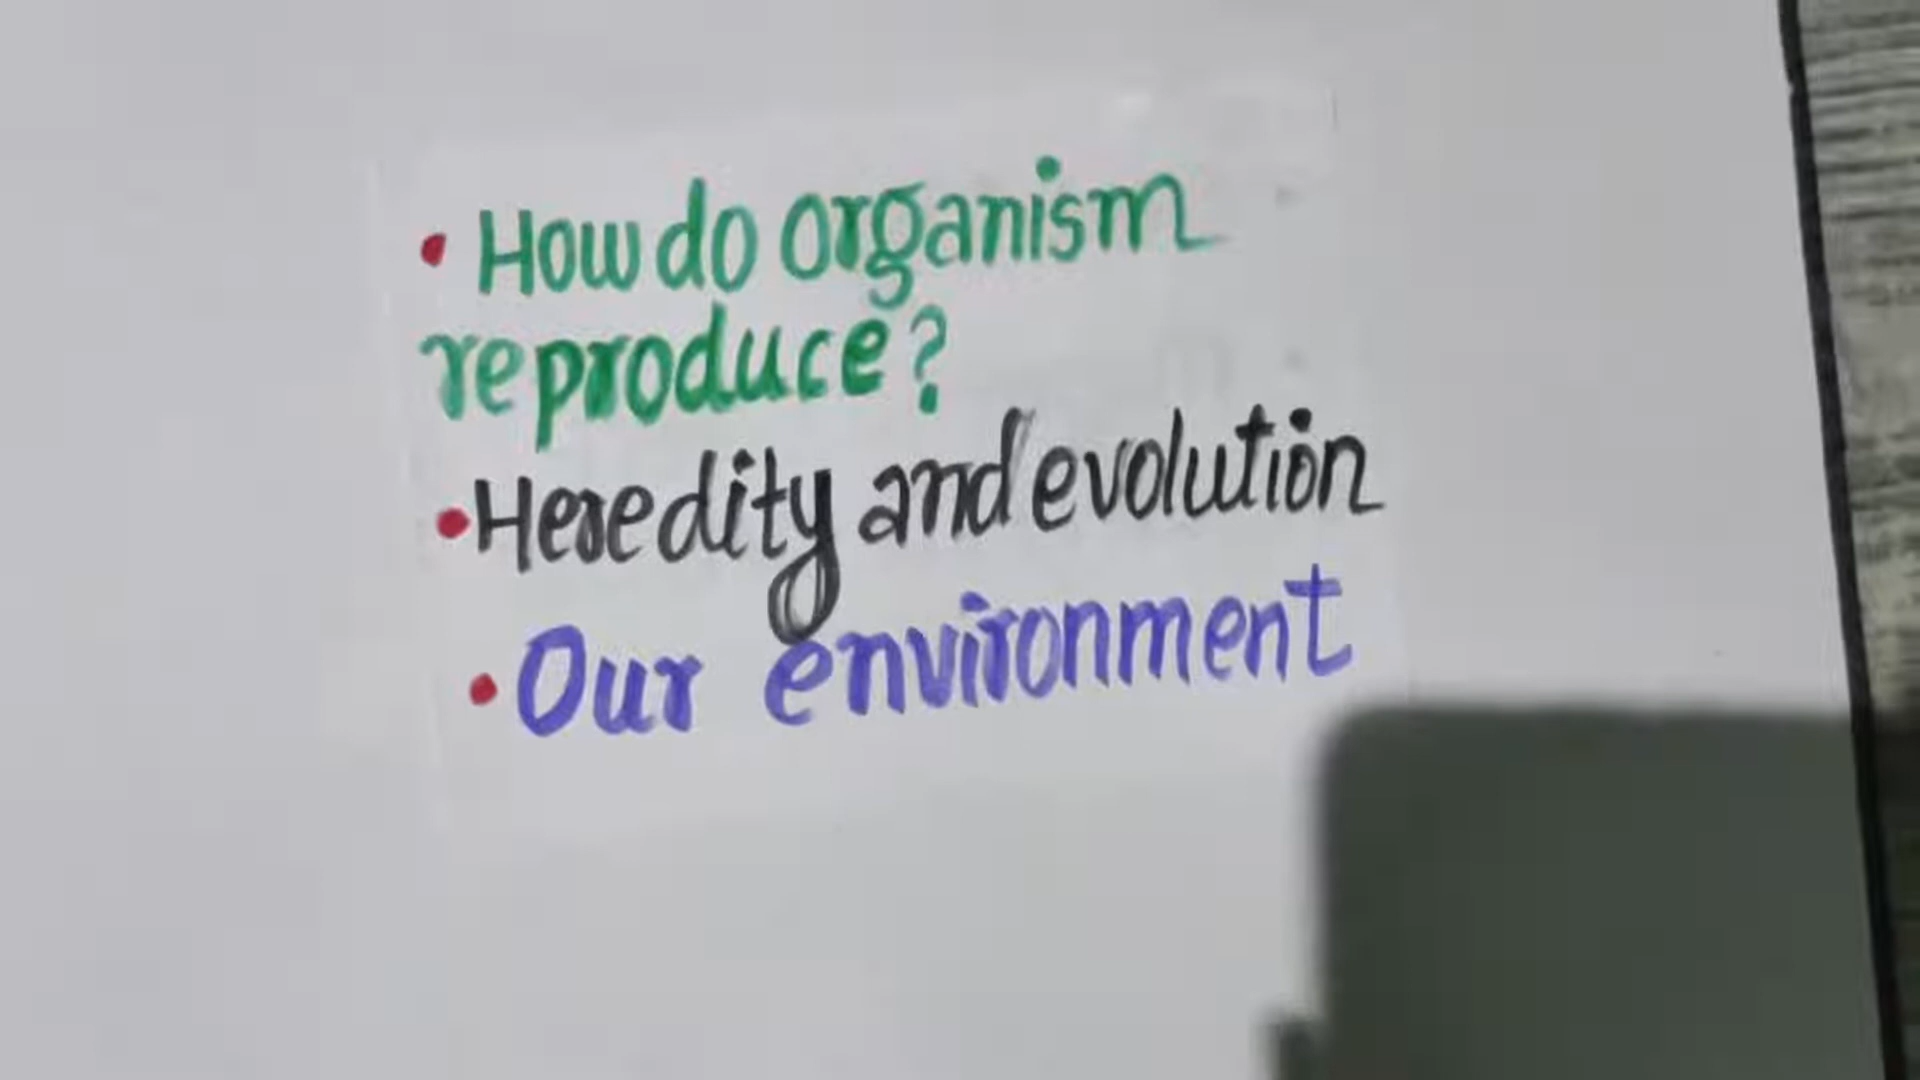 • How do organism
reproduce?
• Heredity and evolution
• Our environment